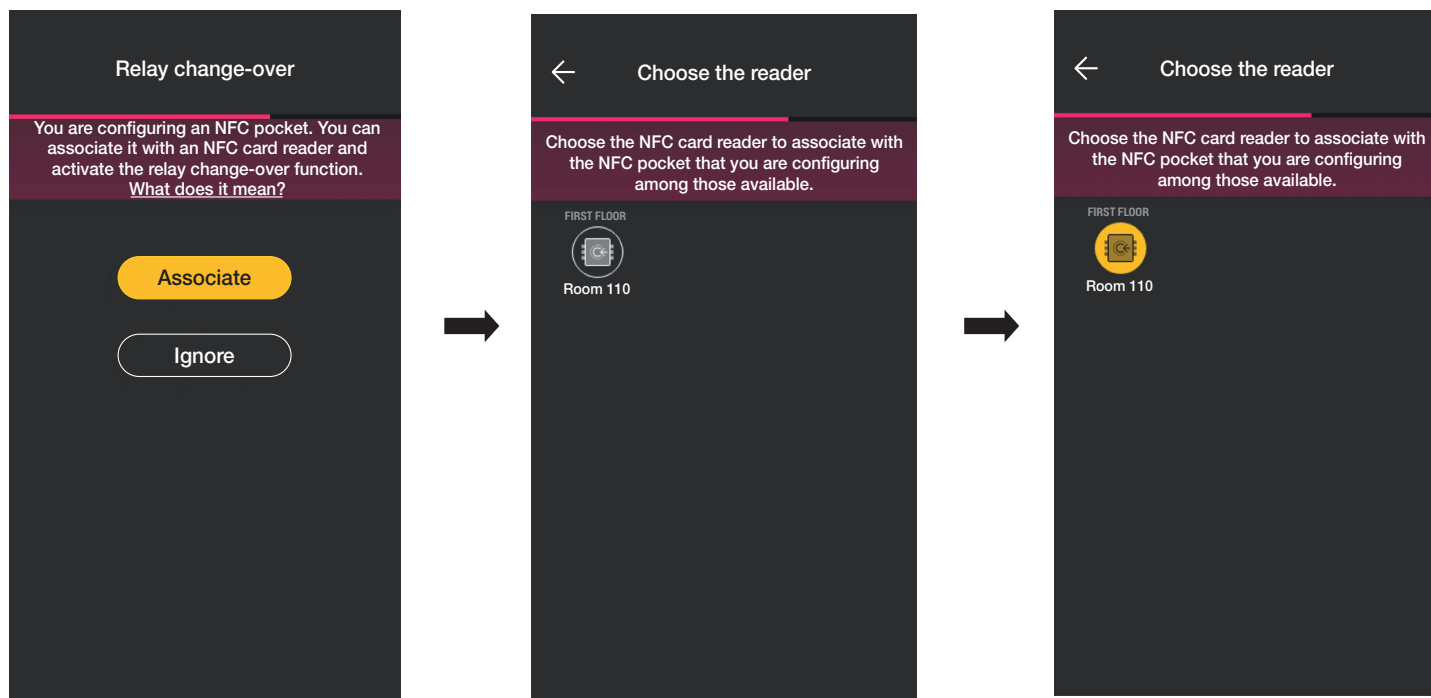 Relay change-over
You are configuring an NFC pocket. You can
associate it with an NFC card reader and
activate the relay change-over function.
What does it mean?
Associate
Ignore
Choose the reader
Choose the NFC card reader to associate with
the NFC pocket that you are configuring
among those available.
FIRST FLOOR
Room 110
Choose the reader
Choose the NFC card reader to associate with
the NFC pocket that you are configuring
among those available.
FIRST FLOOR
Room 110